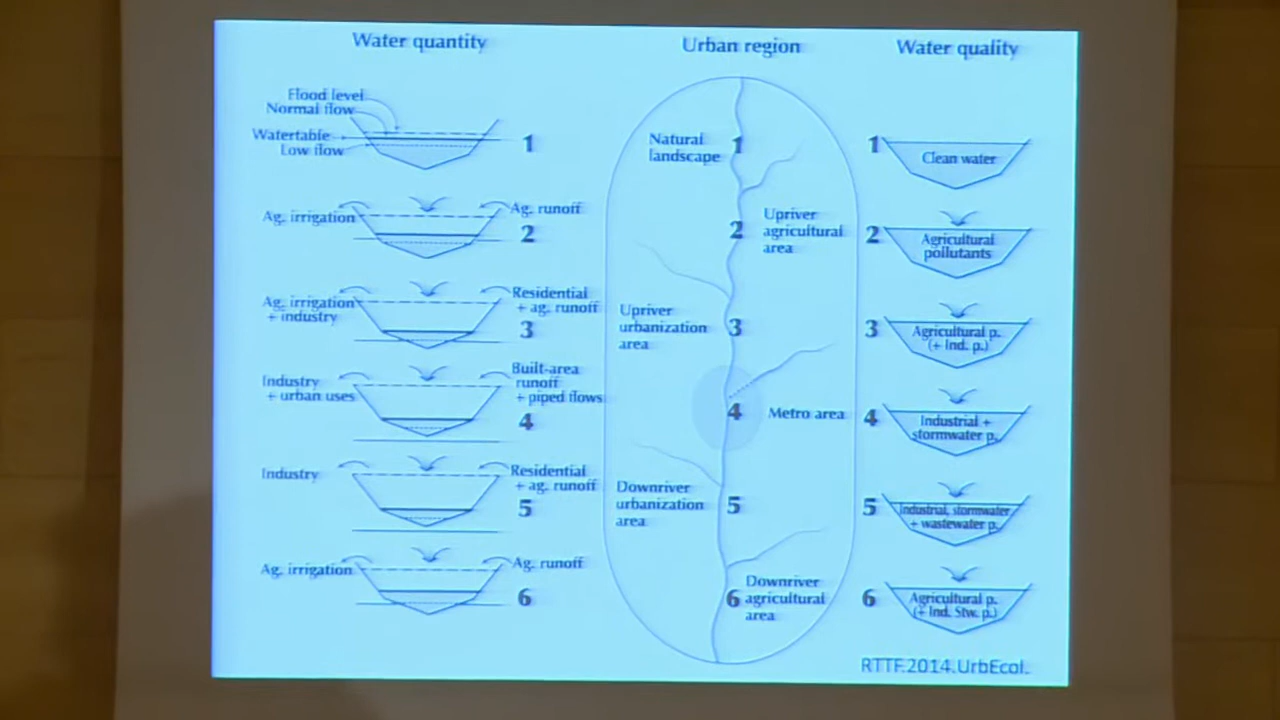 Water quantity
Flood level
Normal flow
Watertable
Low flow
1
Ag. irrigation
Ag. runoff
2
Ag. irrigation
+ industry
Residential
+ ag. runoff
3
Industry
+ urban uses
Built-area
runoff
+ piped flows
4
Industry
Residential
+ ag. runoff
5
Ag. irrigation
Ag. runoff
6
Urban region
Natural
landscape
1
2
Upriver
agricultural
area
Upriver
urbanization
area
3
4
Metro area
Downriver
urbanization
area
5
6
Downriver
agricultural
area
Water quality
1
Clean water
2
Agricultural
pollutants
3
Agricultural p.
(+ Ind. p.)
4
Industrial +
stormwater p.
5
Industrial, stormwater
+ wastewater p.
6
Agricultural p.
(+ Ind. Stw. p.)
RTTF.2014.UrbEcol.